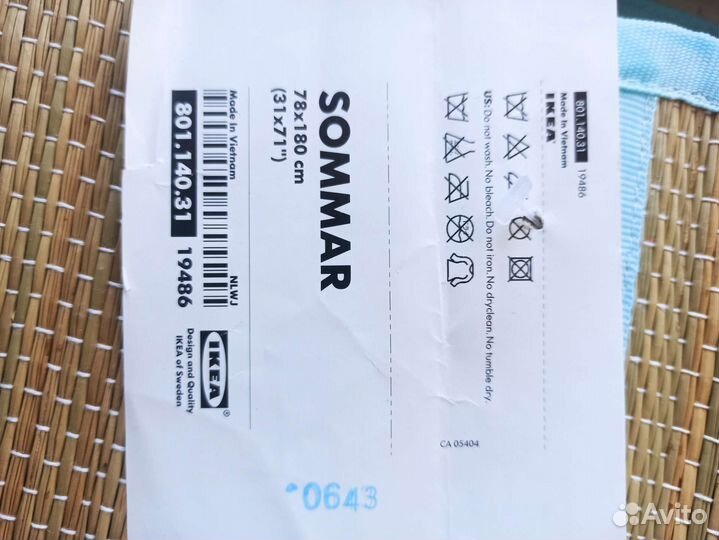 801.140.31 19486
Made in Vietnam
IKEA
US: Do not wash. No bleach. Do not iron. No dryclean. No tumble dry.
CA 05404
SOMMAR
78x180 cm
(31x71")
NLWJ
Made in Vietnam
801.140.31 19486
IKEA®
Design and Quality
IKEA of Sweden
0643
Avito